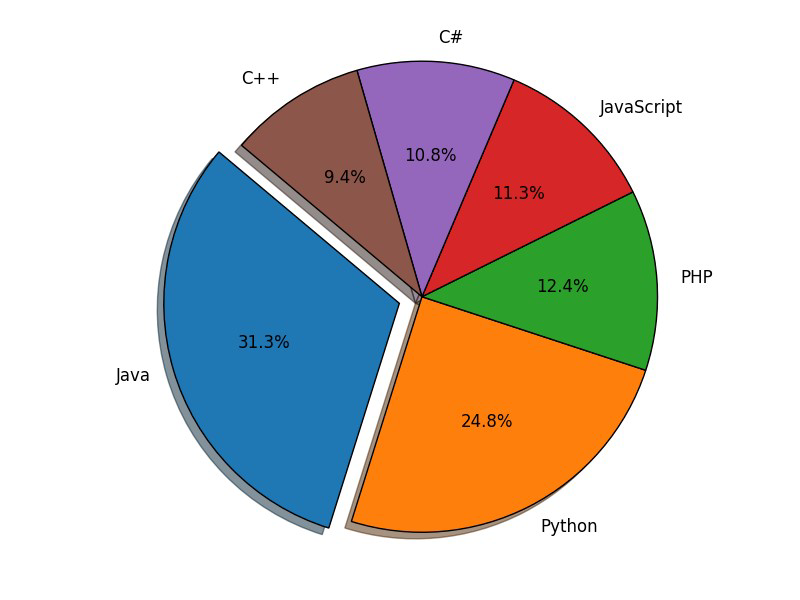 C#
C++
JavaScript
10.8%
9.4%
11.3%
PHP
12.4%
31.3%
Java
24.8%
Python